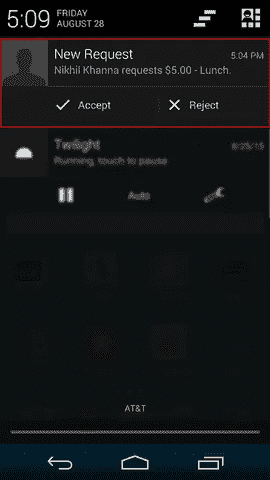 5:09 FRIDAY
AUGUST 28
New Request 5:04 PM
Nikhil Khanna requests $5.00 - Lunch.
Accept Reject
Twilight 8/25/15
Running, touch to pause
Auto
AT&T